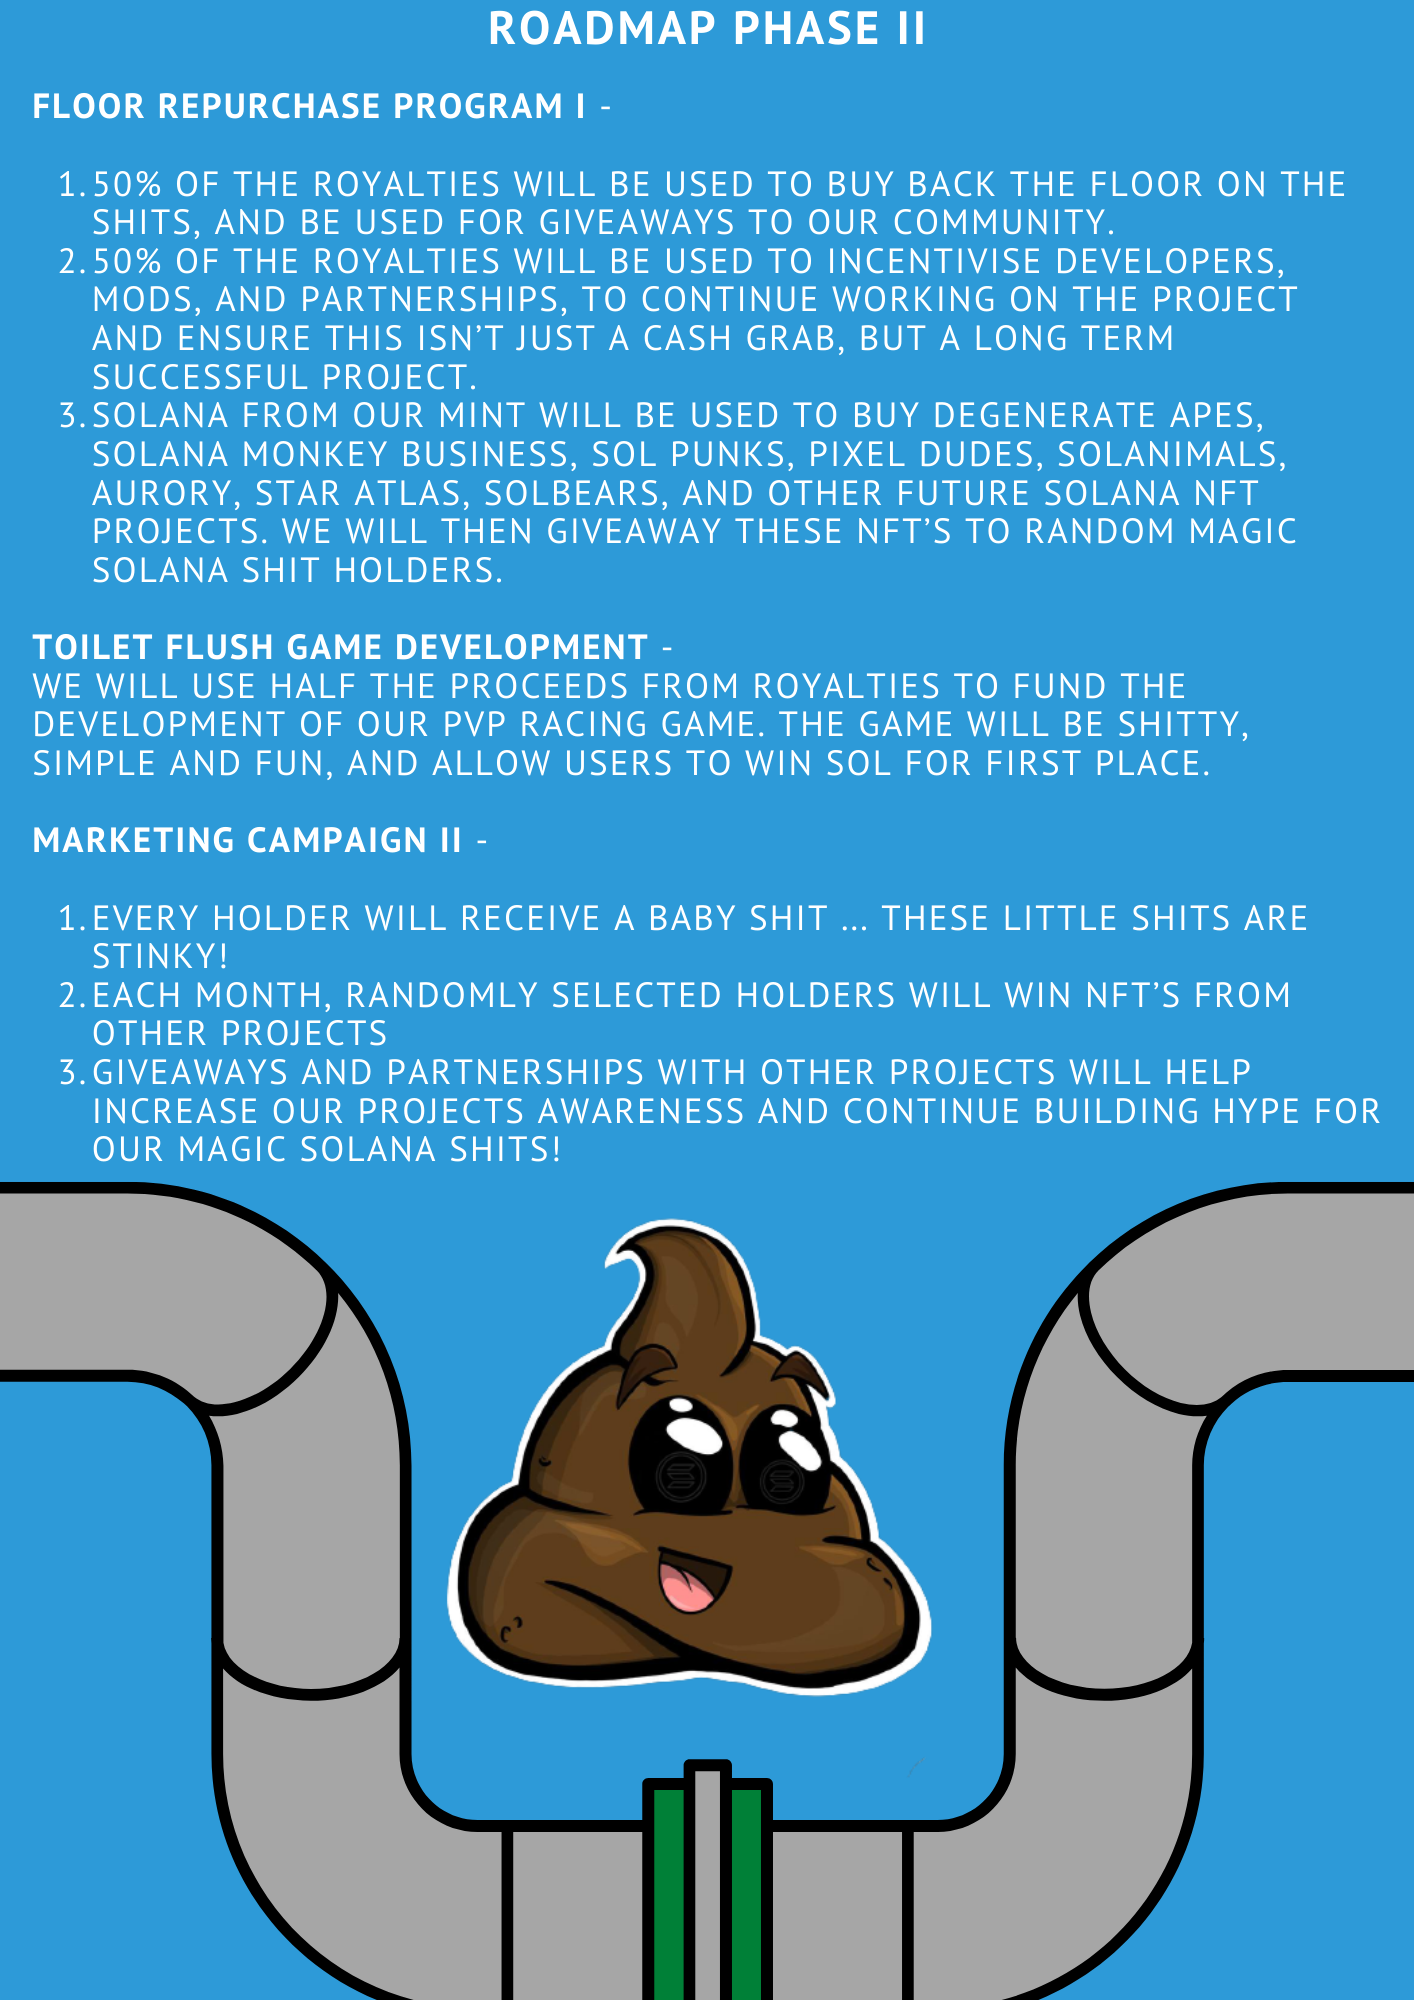 ROADMAP PHASE II
FLOOR REPURCHASE PROGRAM I -
1. 50% OF THE ROYALTIES WILL BE USED TO BUY BACK THE FLOOR ON THE
SHITS, AND BE USED FOR GIVEAWAYS TO OUR COMMUNITY.
2. 50% OF THE ROYALTIES WILL BE USED TO INCENTIVISE DEVELOPERS,
MODS, AND PARTNERSHIPS, TO CONTINUE WORKING ON THE PROJECT
AND ENSURE THIS ISN’T JUST A CASH GRAB, BUT A LONG TERM
SUCCESSFUL PROJECT.
3. SOLANA FROM OUR MINT WILL BE USED TO BUY DEGENERATE APES,
SOLANA MONKEY BUSINESS, SOL PUNKS, PIXEL DUDES, SOLANIMALS,
AURORY, STAR ATLAS, SOLBEARS, AND OTHER FUTURE SOLANA NFT
PROJECTS. WE WILL THEN GIVEAWAY THESE NFT’S TO RANDOM MAGIC
SOLANA SHIT HOLDERS.
TOILET FLUSH GAME DEVELOPMENT -
WE WILL USE HALF THE PROCEEDS FROM ROYALTIES TO FUND THE
DEVELOPMENT OF OUR PVP RACING GAME. THE GAME WILL BE SHITTY,
SIMPLE AND FUN, AND ALLOW USERS TO WIN SOL FOR FIRST PLACE.
MARKETING CAMPAIGN II -
1. EVERY HOLDER WILL RECEIVE A BABY SHIT ... THESE LITTLE SHITS ARE
STINKY!
2. EACH MONTH, RANDOMLY SELECTED HOLDERS WILL WIN NFT’S FROM
OTHER PROJECTS
3. GIVEAWAYS AND PARTNERSHIPS WITH OTHER PROJECTS WILL HELP
INCREASE OUR PROJECTS AWARENESS AND CONTINUE BUILDING HYPE FOR
OUR MAGIC SOLANA SHITS!